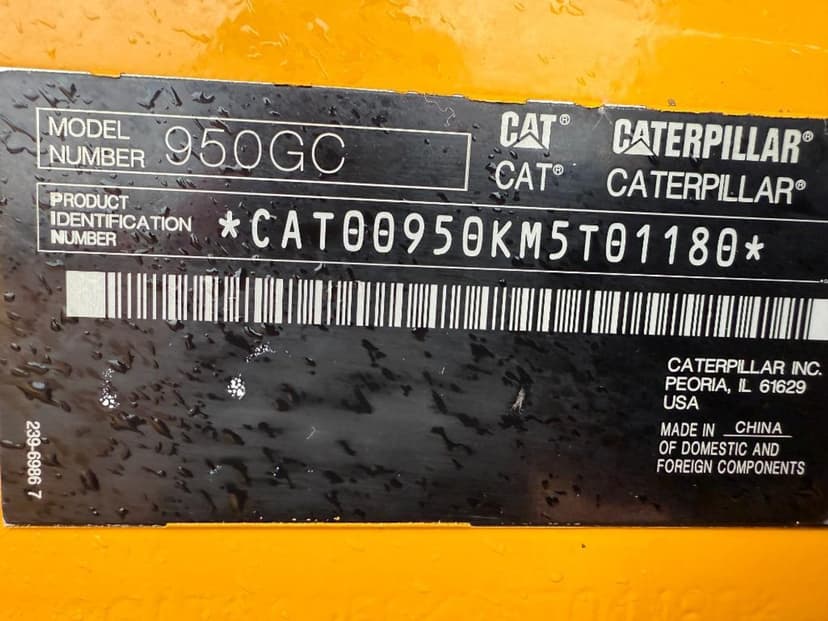 MODEL
NUMBER 950GC
CAT® CATERPILLAR®
CAT® CATERPILLAR®
PRODUCT
IDENTIFICATION
NUMBER
*CAT00950KM5T01180*
CATERPILLAR INC.
PEORIA, IL 61629
USA
MADE IN CHINA
OF DOMESTIC AND
FOREIGN COMPONENTS
239-6986 7